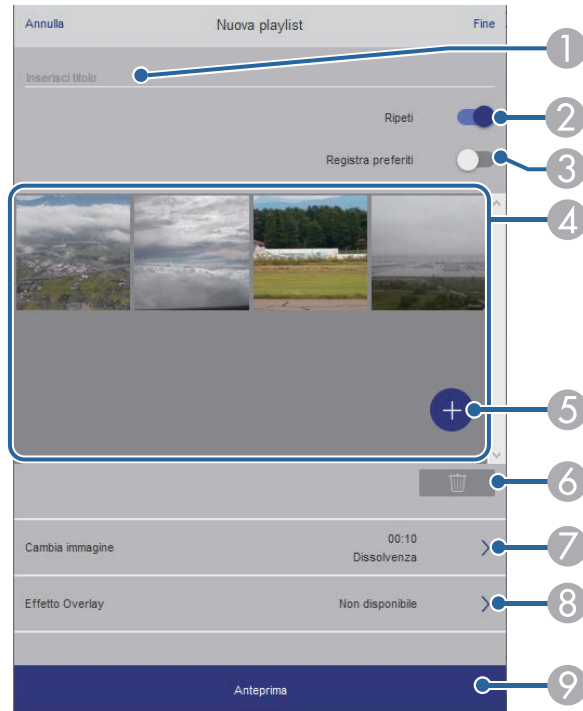 Annulla
Nuova playlist
Fine
1
Inserisci titolo
Ripeti
2
Registra preferiti
3
4
5
6
Cambia immagine
00:10
Dissolvenza
7
Effetto Overlay
Non disponibile
8
Anteprima
9